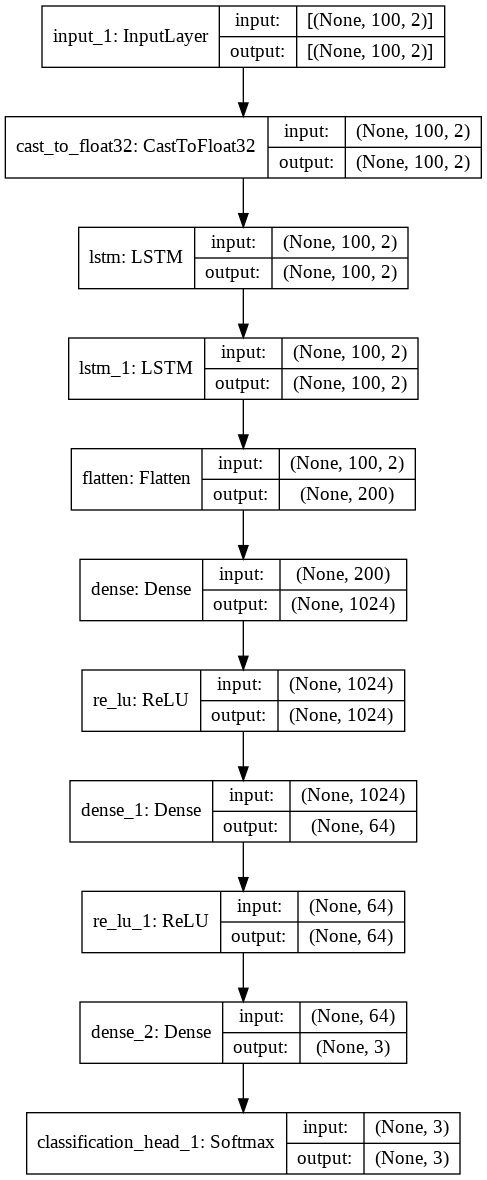 input_1: InputLayer
input:
[(None, 100, 2)]
output:
[(None, 100, 2)]
cast_to_float32: CastToFloat32
input:
(None, 100, 2)
output:
(None, 100, 2)
lstm: LSTM
input:
(None, 100, 2)
output:
(None, 100, 2)
lstm_1: LSTM
input:
(None, 100, 2)
output:
(None, 100, 2)
flatten: Flatten
input:
(None, 100, 2)
output:
(None, 200)
dense: Dense
input:
(None, 200)
output:
(None, 1024)
re_lu: ReLU
input:
(None, 1024)
output:
(None, 1024)
dense_1: Dense
input:
(None, 1024)
output:
(None, 64)
re_lu_1: ReLU
input:
(None, 64)
output:
(None, 64)
dense_2: Dense
input:
(None, 64)
output:
(None, 3)
classification_head_1: Softmax
input:
(None, 3)
output:
(None, 3)